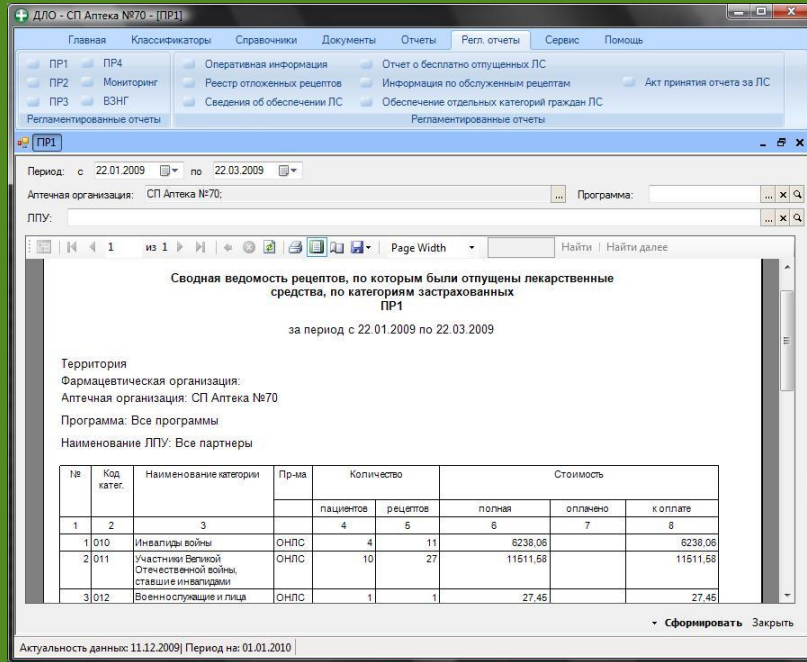 ДЛО - СП Аптека №70 - [ПР1]
Главная Классификаторы Справочники Документы Отчеты Регл. отчеты Сервис Помощь
ПР1 ПР4 Оперативная информация Отчет о бесплатно отпущенных ЛС
ПР2 Мониторинг Реестр отложенных рецептов Информация по обслуженным рецептам Акт принятия отчета за ЛС
ПР3 ВЗНГ Сведения об обеспечении ЛС Обеспечение отдельных категорий граждан ЛС
Регламентированные отчеты Регламентированные отчеты
ПР1
Период: с 22.01.2009 по 22.03.2009
Аптечная организация: СП Аптека №70; ... Программа: ...
ЛПУ: ...
1 из 1 Page Width Найти | Найти далее
Сводная ведомость рецептов, по которым были отпущены лекарственные
средства, по категориям застрахованных
ПР1
за период с 22.01.2009 по 22.03.2009
Территория
Фармацевтическая организация:
Аптечная организация: СП Аптека №70
Программа: Все программы
Наименование ЛПУ: Все партнеры
№ Код Наименование категории Пр-ма Количество Стоимость
катег.
пациентов рецептов полная оплачено к оплате
1 2 3 4 5 6 7 8
1 010 Инвалиды войны ОНЛС 4 11 6238,06 6238,06
2 011 Участники Великой ОНЛС 10 27 11511,58 11511,58
Отечественной войны,
ставшие инвалидами
3 012 Военнослужащие и лица ОНЛС 1 1 27,45 27,45
Сформировать Закрыть
Актуальность данных: 11.12.2009| Период на: 01.01.2010